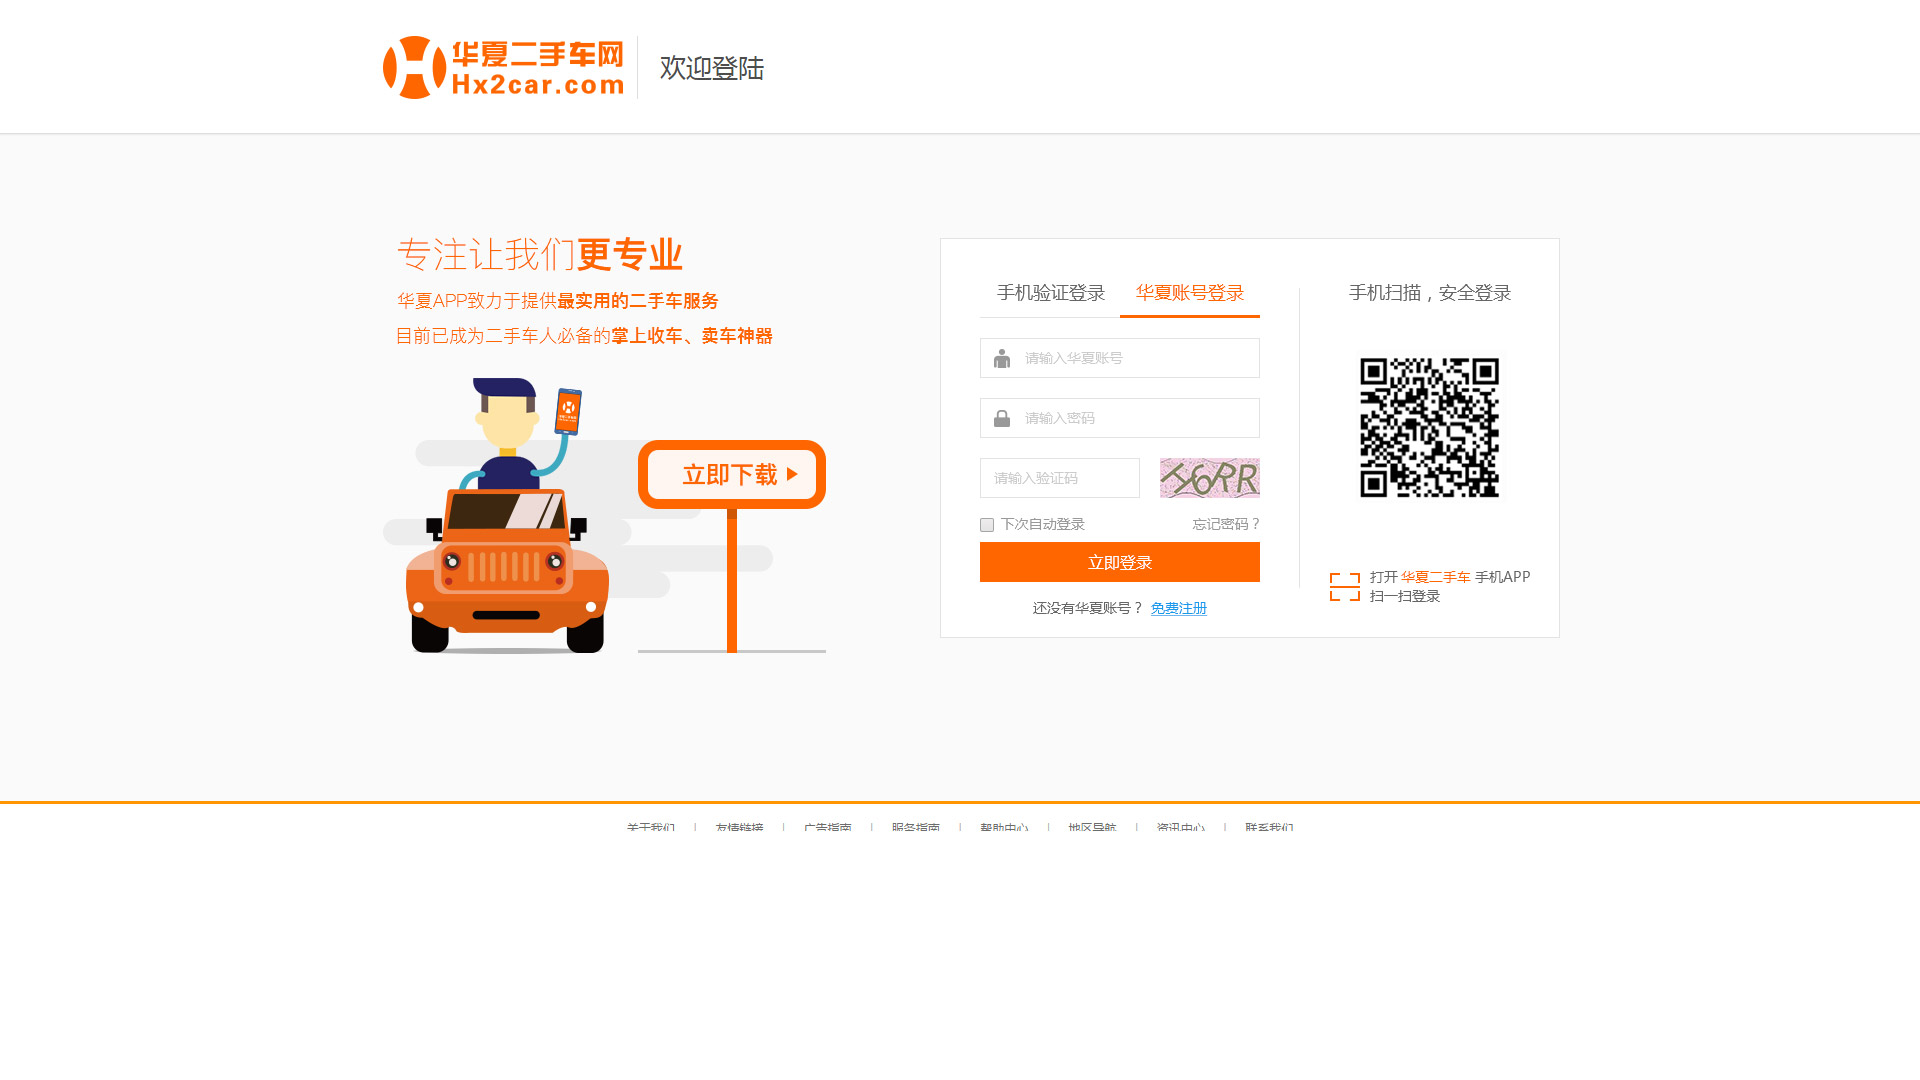 华夏二手车网
Hx2car.com
欢迎登陆
专注让我们更专业
华夏APP致力于提供最实用的二手车服务
目前已成为二手车人必备的掌上收车、卖车神器
立即下载
手机验证登录
华夏账号登录
请输入华夏账号
请输入密码
请输入验证码
Y6RR
下次自动登录
忘记密码？
立即登录
还没有华夏账号？ 免费注册
手机扫描，安全登录
打开 华夏二手车 手机APP
扫一扫登录
关于我们 | 友情链接 | 广告指南 | 服务指南 | 帮助中心 | 地区导航 | 资讯中心 | 联系我们